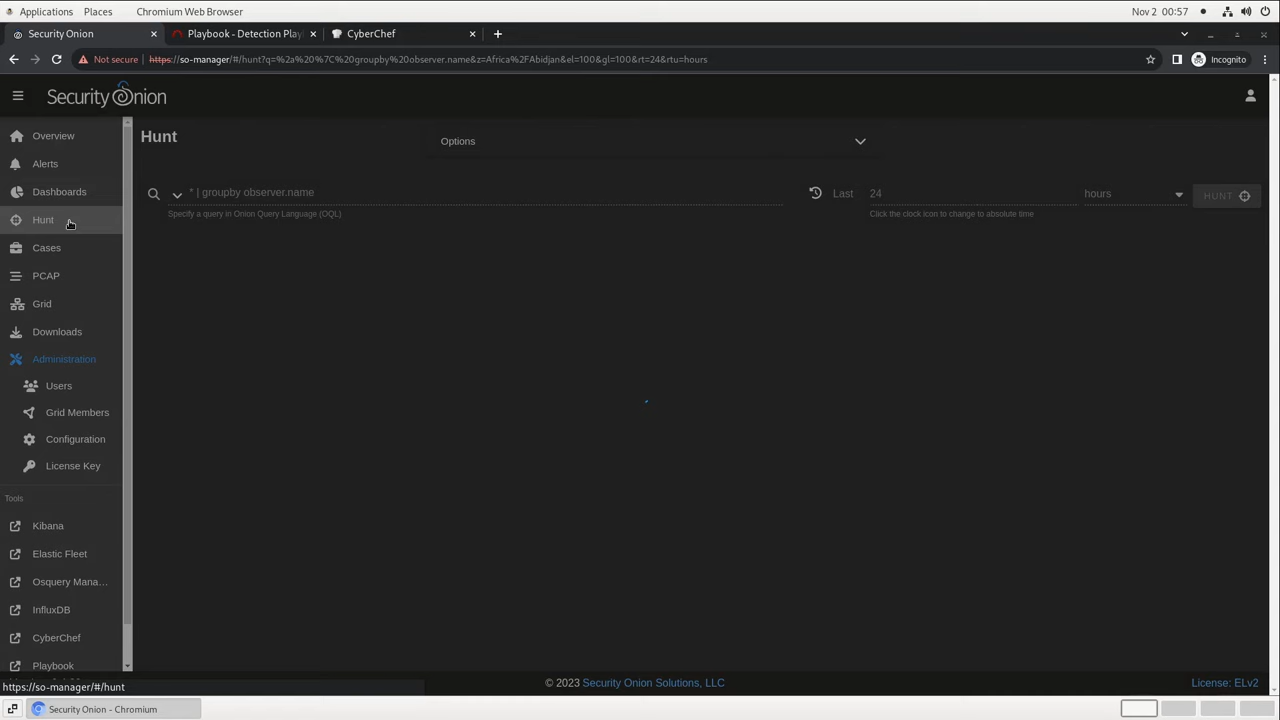 Applications Places Chromium Web Browser Nov 2 00:57
Security Onion
Playbook - Detection Play
CyberChef
Not secure https://so-manager/#/hunt?q=%2a%20%7C%20groupby%20observer.name&z=Africa%2FAbidjan&el=100&gl=100&rt=24&rtu=hours Incognito
Security Onion
Overview
Alerts
Dashboards
Hunt
Cases
PCAP
Grid
Downloads
Administration
Users
Grid Members
Configuration
License Key
Tools
Kibana
Elastic Fleet
Osquery Mana...
InfluxDB
CyberChef
Playbook
Hunt
Options
* | groupby observer.name
Specify a query in Onion Query Language (OQL)
Last 24 hours HUNT
Click the clock icon to change to absolute time
https://so-manager/#/hunt
© 2023 Security Onion Solutions, LLC
License: ELv2
Security Onion - Chromium